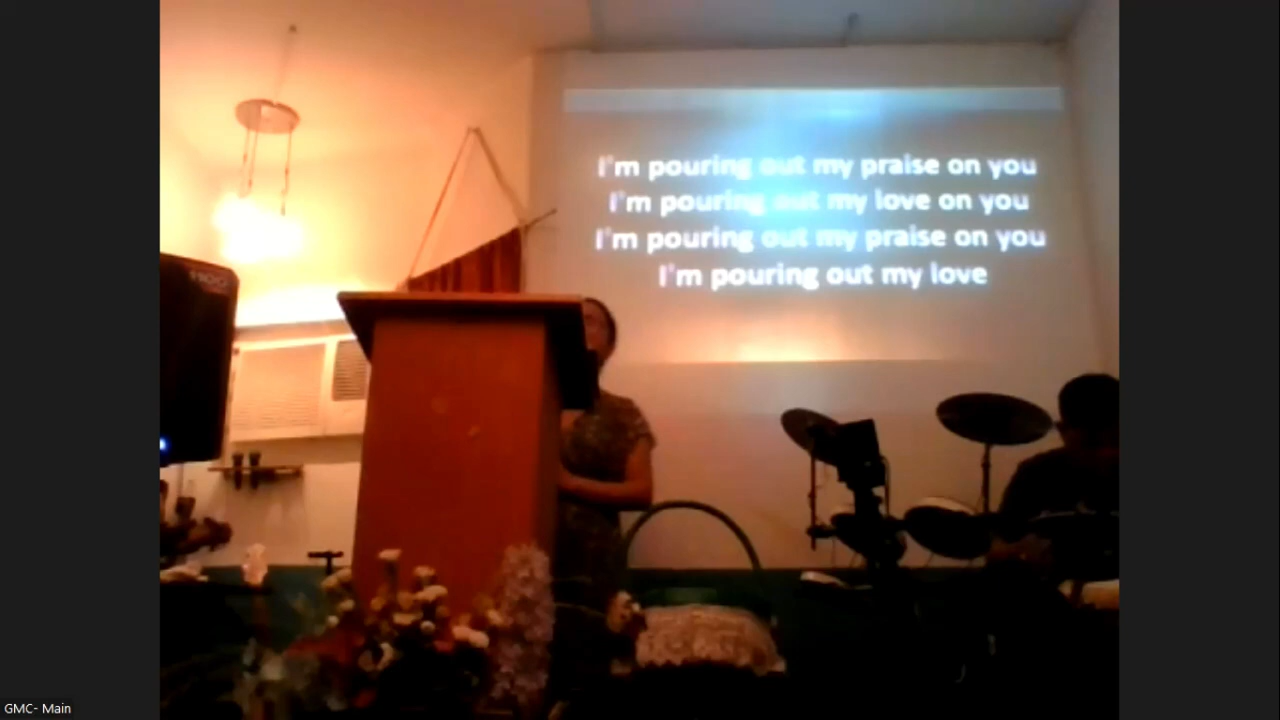 I'm pouring out my praise on you
I'm pouring out my love on you
I'm pouring out my praise on you
I'm pouring out my love
GMC- Main